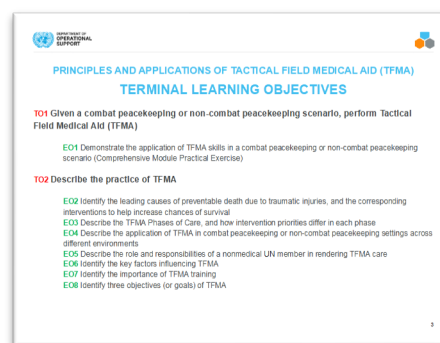 DEPARTMENT OF
OPERATIONAL
SUPPORT
PRINCIPLES AND APPLICATIONS OF TACTICAL FIELD MEDICAL AID (TFMA)
TERMINAL LEARNING OBJECTIVES
TO1 Given a combat peacekeeping or non-combat peacekeeping scenario, perform Tactical
Field Medical Aid (TFMA)
EO1 Demonstrate the application of TFMA skills in a combat peacekeeping or non-combat peacekeeping
scenario (Comprehensive Module Practical Exercise)
TO2 Describe the practice of TFMA
EO2 Identify the leading causes of preventable death due to traumatic injuries, and the corresponding
interventions to help increase chances of survival
EO3 Describe the TFMA Phases of Care, and how intervention priorities differ in each phase
EO4 Describe the application of TFMA in combat peacekeeping or non-combat peacekeeping settings across
different environments
EO5 Describe the role and responsibilities of a nonmedical UN member in rendering TFMA care
EO6 Identify the key factors influencing TFMA
EO7 Identify the importance of TFMA training
EO8 Identify three objectives (or goals) of TFMA
3